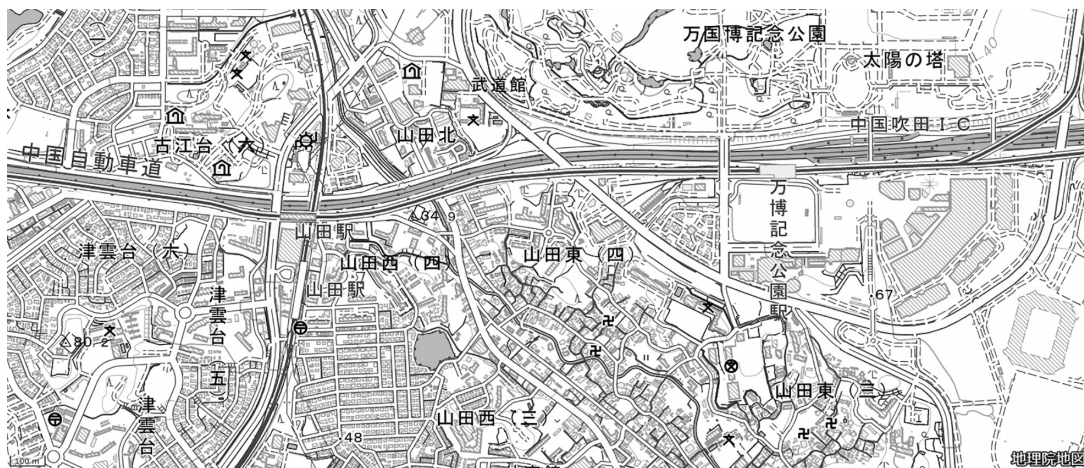 万国博記念公園
太陽の塔
40
武道館
中国吹田IC
山田北
古江台(六)
中国自動車道
34.9
山田駅
津雲台(六)
山田西(四)
山田東(四)
万博記念公園駅
山田駅
67
津雲台(五)
80.2
津雲台
山田東(三)
山田西(三)
48
100 m
地理院地図